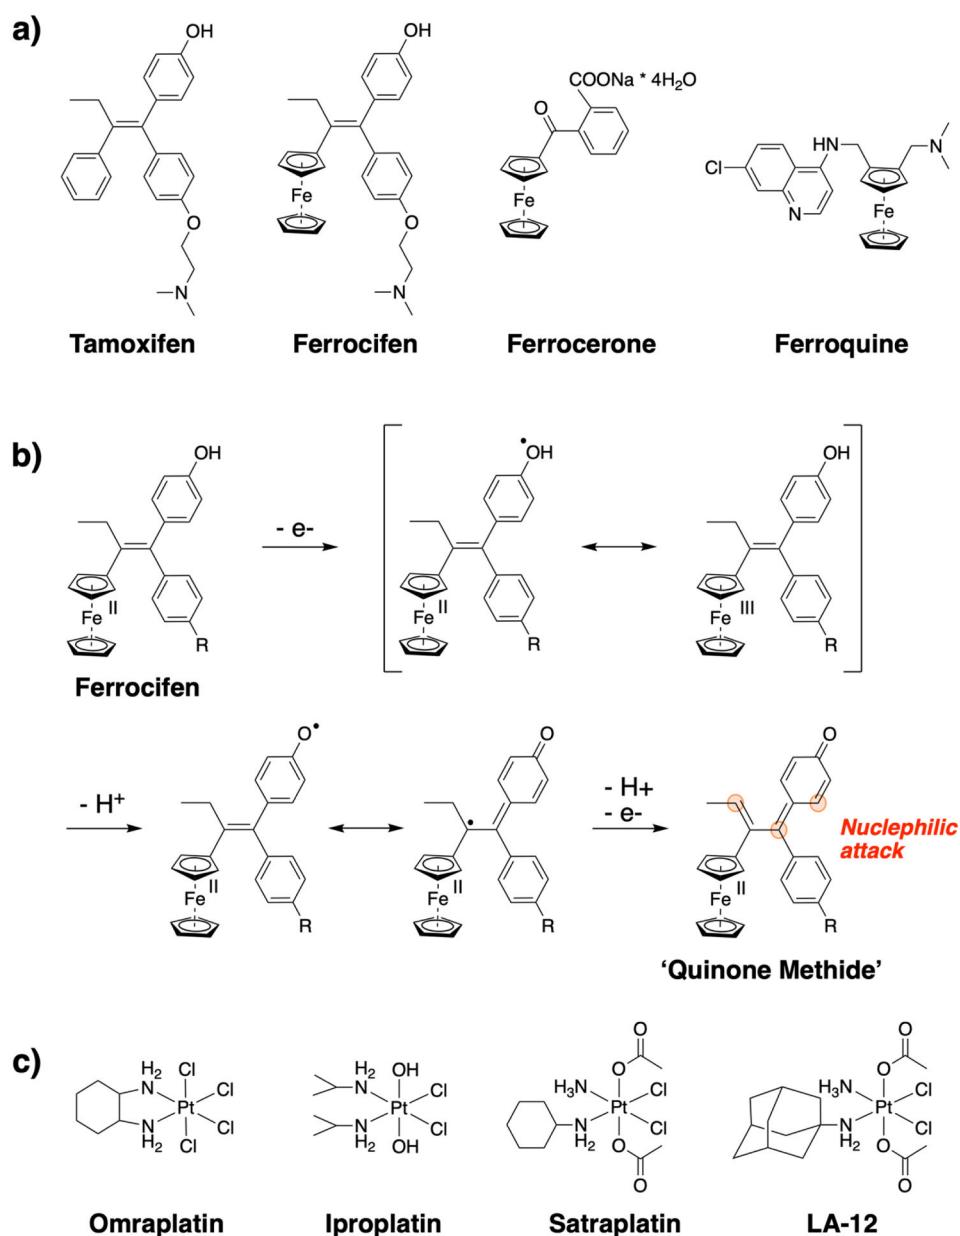 a)
OH
OH
COONa * 4H₂O
O
HN
N
Cl
N
Fe
Fe
Fe
O
O
N
N
Tamoxifen
Ferrocifen
Ferrocerone
Ferroquine
b)
OH
- e-
•
OH
OH
Fe II
R
Fe II
R
Fe III
R
Ferrocifen
- H⁺
O •
O
•
- H+
- e-
O
Nuclephilic
attack
Fe II
R
Fe II
R
Fe II
R
'Quinone Methide'
c)
H₂
N
Cl
Cl
Pt
N
H₂
Cl
Cl
OH
N
H₂
Cl
Pt
N
H₂
Cl
OH
O
O
H₃N
Cl
Pt
N
H₂
Cl
O
O
O
O
H₃N
Cl
Pt
N
H₂
Cl
O
O
Omraplatin
Iproplatin
Satraplatin
LA-12